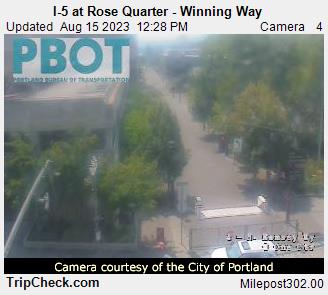 I-5 at Rose Quarter - Winning Way
Updated Aug 15 2023 12:28 PM Camera 4
PBOT
PORTLAND BUREAU OF TRANSPORTATION
Camera courtesy of the City of Portland
TripCheck.com Milepost302.00